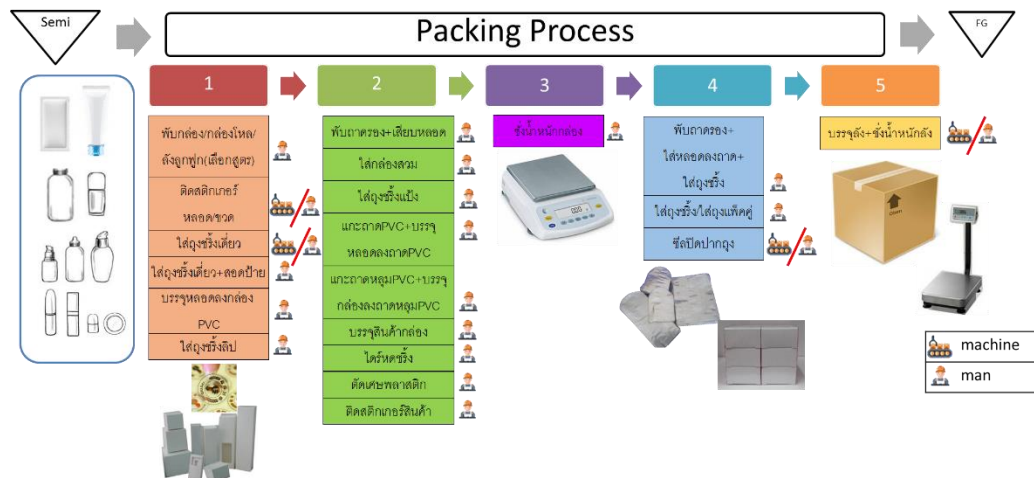 Semi
Packing Process
FG
1
2
3
4
5
พับกล่อง/กล่องโหล/
ลังลูกฟูก(เลือกสูตร)
ติดสติกเกอร์
หลอด/ขวด
ใส่ถุงชริ้งเดี่ยว
ใส่ถุงชริ้งเดี่ยว+สอดป้าย
บรรจุหลอดลงกล่อง
PVC
ใส่ถุงชริ้งลิป
พับถาดรอง+เสียบหลอด
ใส่กล่องสวม
ใส่ถุงชริ้งแป้ง
แกะถาดPVC+บรรจุ
หลอดลงถาดPVC
แกะถาดหลุมPVC+บรรจุ
กล่องลงถาดหลุมPVC
บรรจุสินค้ากล่อง
ไดร์หดชริ้ง
ตัดเศษพลาสติก
ติดสติกเกอร์สินค้า
ชั่งน้ำหนักกล่อง
พับถาดรอง+
ใส่หลอดลงถาด+
ใส่ถุงชริ้ง
ใส่ถุงชริ้ง/ใส่ถุงแพ็คคู่
ซีลปิดปากถุง
บรรจุลัง+ชั่งน้ำหนักลัง
machine
man